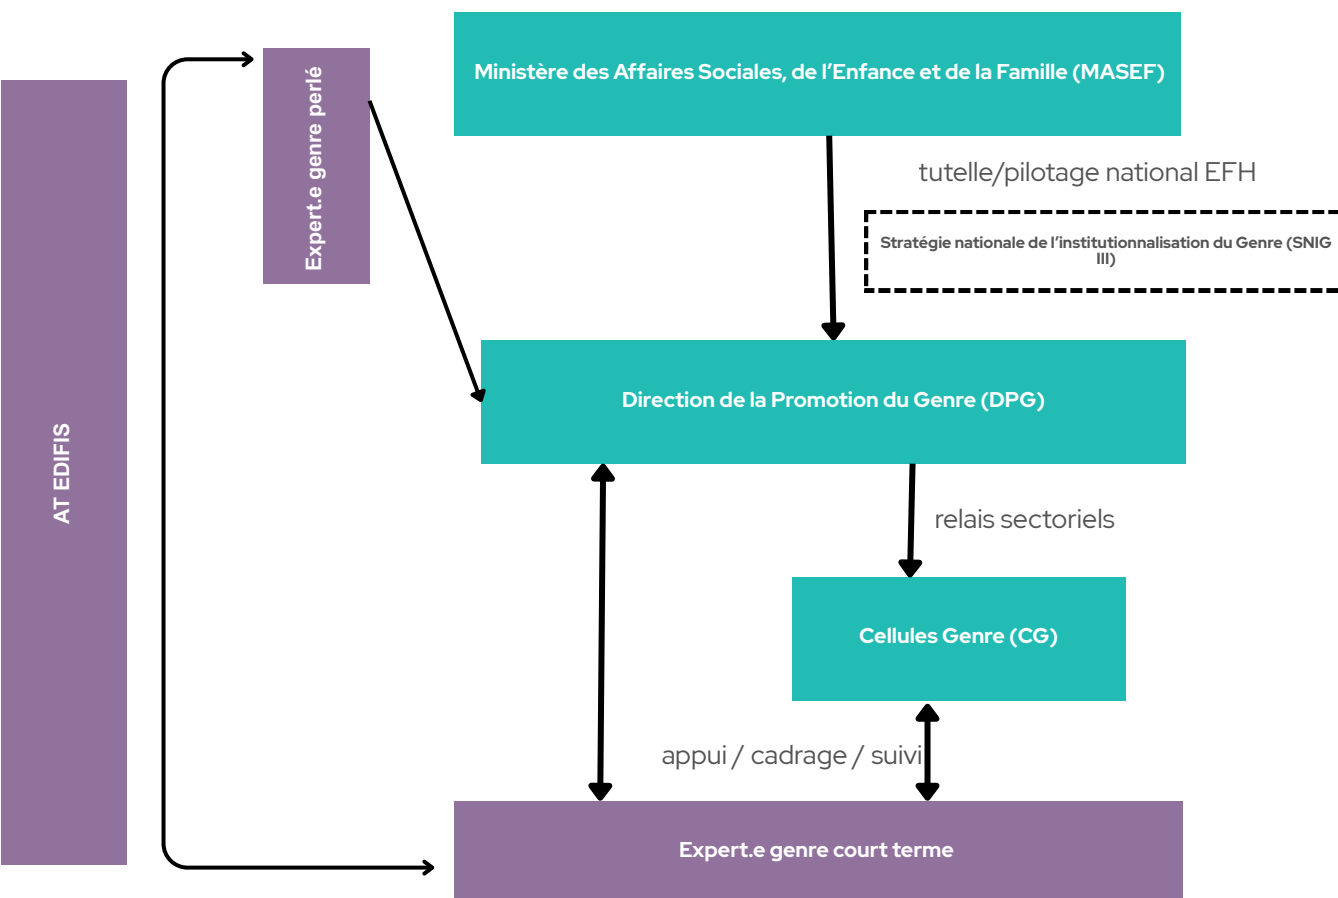 Ministère des Affaires Sociales, de l’Enfance et de la Famille (MASEF)
Expert.e genre perlé
tutelle/pilotage national EFH
Stratégie nationale de l’institutionnalisation du Genre (SNIG
III)
Direction de la Promotion du Genre (DPG)
AT EDIFIS
relais sectoriels
Cellules Genre (CG)
appui / cadrage / suivi
Expert.e genre court terme